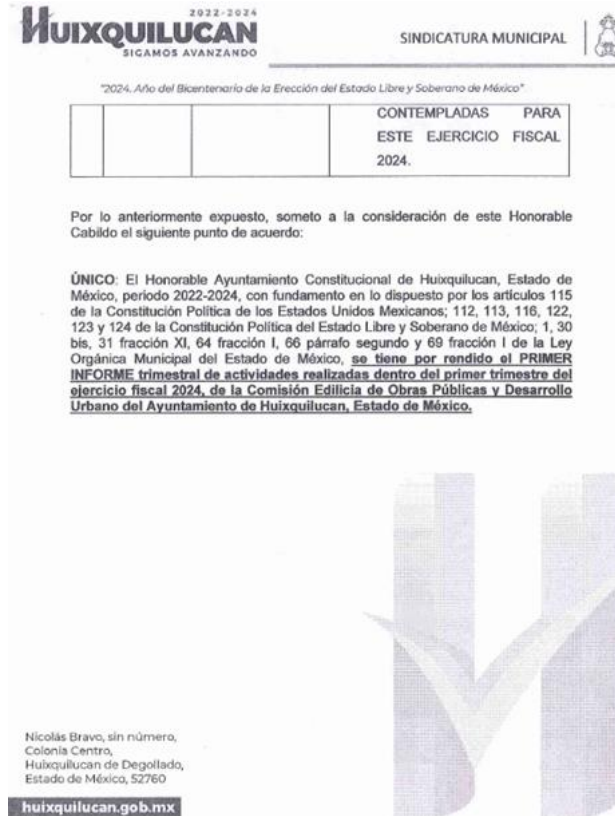 2022-2024
HUIXQUILUCAN
SIGAMOS AVANZANDO
SINDICATURA MUNICIPAL
"2024. Año del Bicentenario de la Erección del Estado Libre y Soberano de México"
CONTEMPLADAS PARA
ESTE EJERCICIO FISCAL
2024.
Por lo anteriormente expuesto, someto a la consideración de este Honorable
Cabildo el siguiente punto de acuerdo:
ÚNICO: El Honorable Ayuntamiento Constitucional de Huixquilucan, Estado de
México, periodo 2022-2024, con fundamento en lo dispuesto por los artículos 115
de la Constitución Política de los Estados Unidos Mexicanos; 112, 113, 116, 122,
123 y 124 de la Constitución Política del Estado Libre y Soberano de México; 1, 30
bis, 31 fracción XI, 64 fracción I, 66 párrafo segundo y 69 fracción I de la Ley
Orgánica Municipal del Estado de México, se tiene por rendido el PRIMER
INFORME trimestral de actividades realizadas dentro del primer trimestre del
ejercicio fiscal 2024, de la Comisión Edilicia de Obras Públicas y Desarrollo
Urbano del Ayuntamiento de Huixquilucan, Estado de México.
Nicolás Bravo, sin número,
Colonia Centro,
Huixquilucan de Degollado,
Estado de México, 52760
huixquilucan.gob.mx